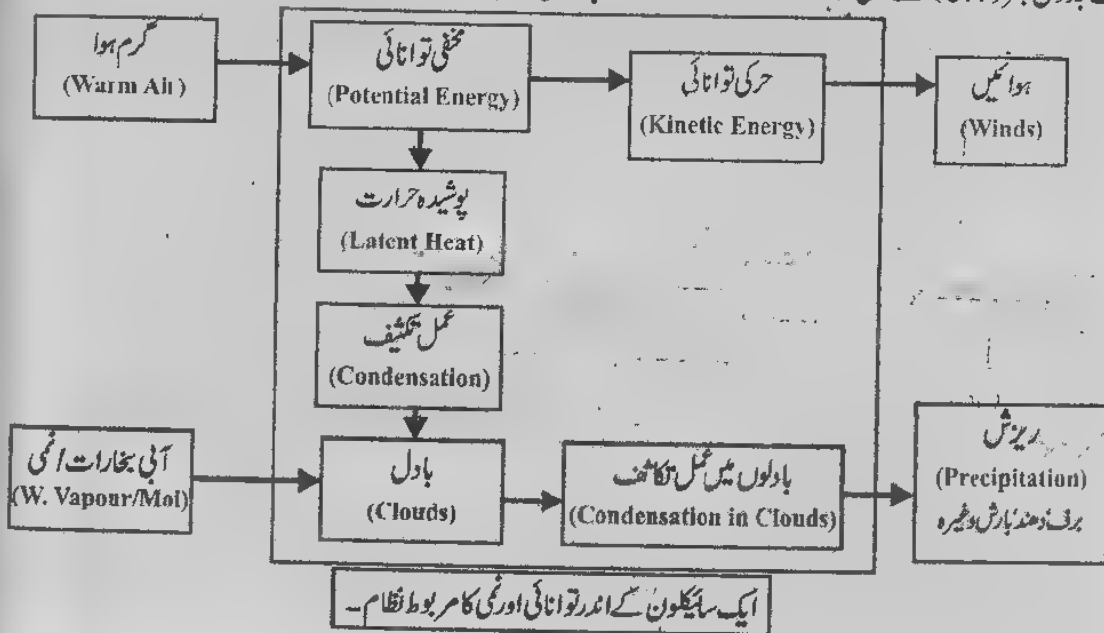 گرم ہوا
(Warm Air)
مخفی توانائی
(Potential Energy)
حرکی توانائی
(Kinetic Energy)
ہوائیں
(Winds)
پوشیدہ حرارت
(Latent Heat)
عمل تکثیف
(Condensation)
آبی بخارات/نمی
(W. Vapour/Moi)
بادل
(Clouds)
بادلوں میں عمل تکاثف
(Condensation in Clouds)
ریزش
(Precipitation)
برف، دھند، بارش وغیرہ
ایک سائیکلون کے اندر توانائی اور نمی کا مربوط نظام۔